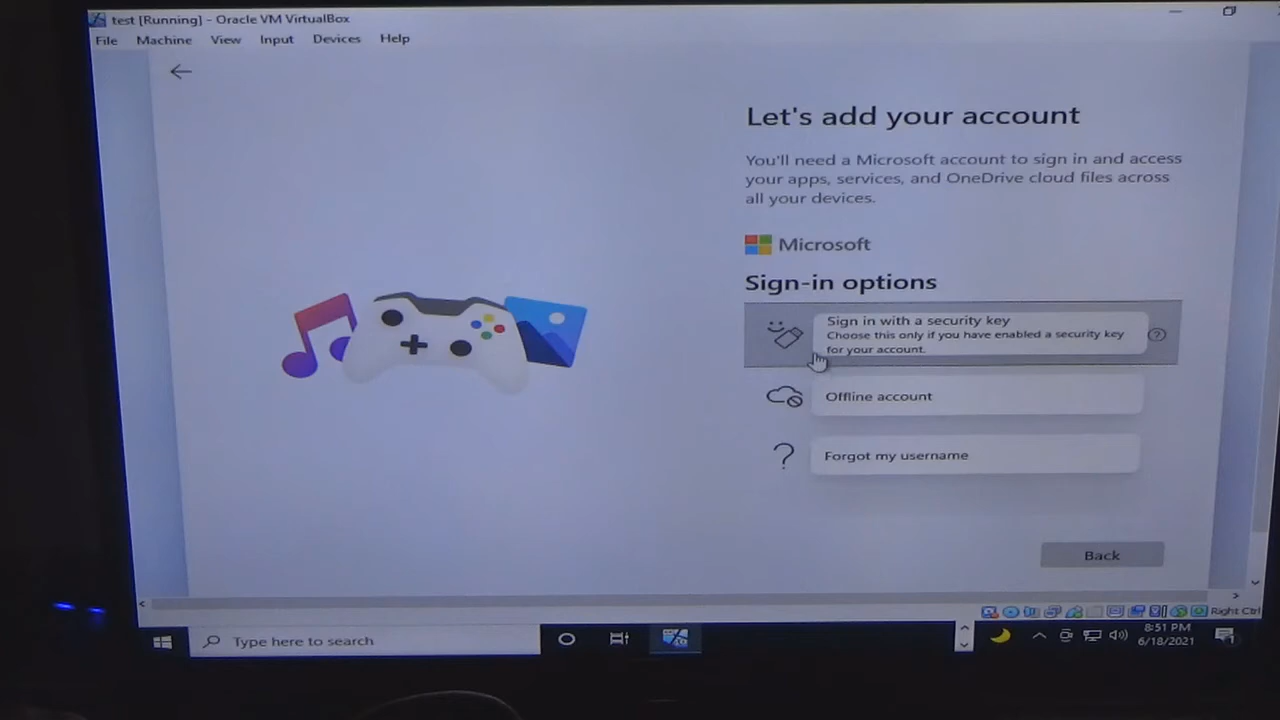 test [Running] - Oracle VM VirtualBox
File Machine View Input Devices Help
Let's add your account
You'll need a Microsoft account to sign in and access
your apps, services, and OneDrive cloud files across
all your devices.
Microsoft
Sign-in options
Sign in with a security key
Choose this only if you have enabled a security key
for your account.
Offline account
? Forgot my username
Back
Right Ctrl
Type here to search
8:51 PM
6/18/2021